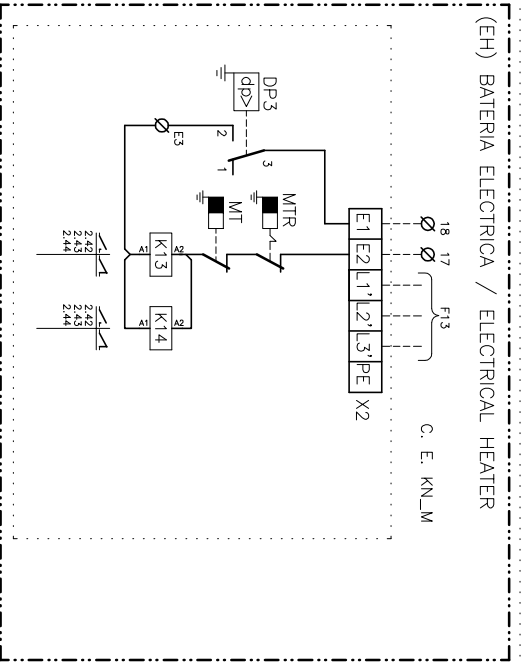 (EH) BATERIA ELECTRICA / ELECTRICAL HEATER
C. E. KN_M
18 17 F13
E1 E2 L1' L2' L3' PE X2
3
DP3
dp>
2 1
MTR
MT
E3
A2 A2
K13 K14
A1 A1
2.42 2.42
2.43 2.43
2.44 2.44